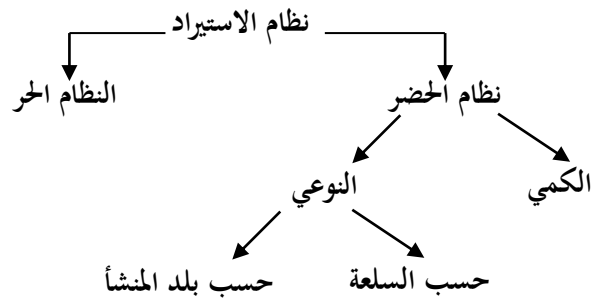 نظام الاستيراد
نظام الحضر
النظام الحر
الكمي
النوعي
حسب السلعة
حسب بلد المنشأ